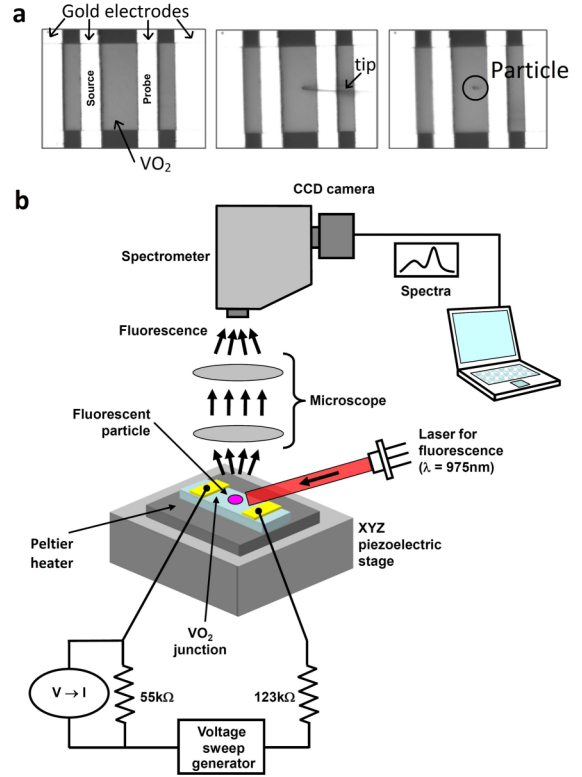 a
Gold electrodes
Source
Probe
VO₂
tip
Particle
b
CCD camera
Spectrometer
Spectra
Fluorescence
Microscope
Fluorescent
particle
Laser for
fluorescence
(λ = 975nm)
Peltier
heater
XYZ
piezoelectric
stage
VO₂
junction
V → I
55kΩ
123kΩ
Voltage
sweep
generator